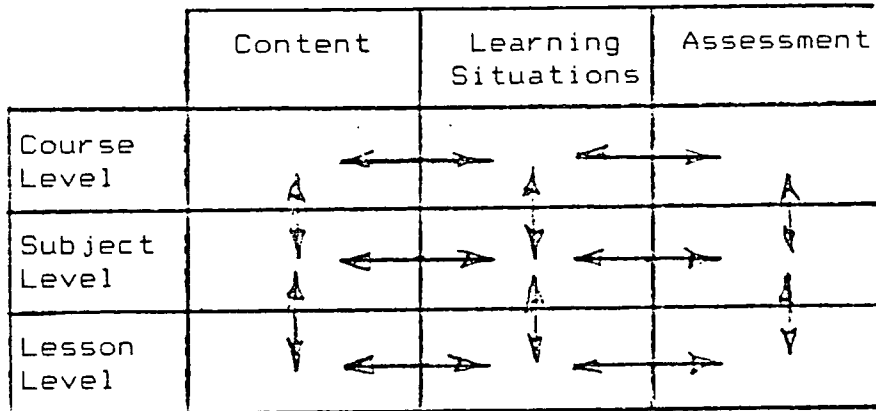 Content
Learning
Situations
Assessment
Course
Level
Subject
Level
Lesson
Level